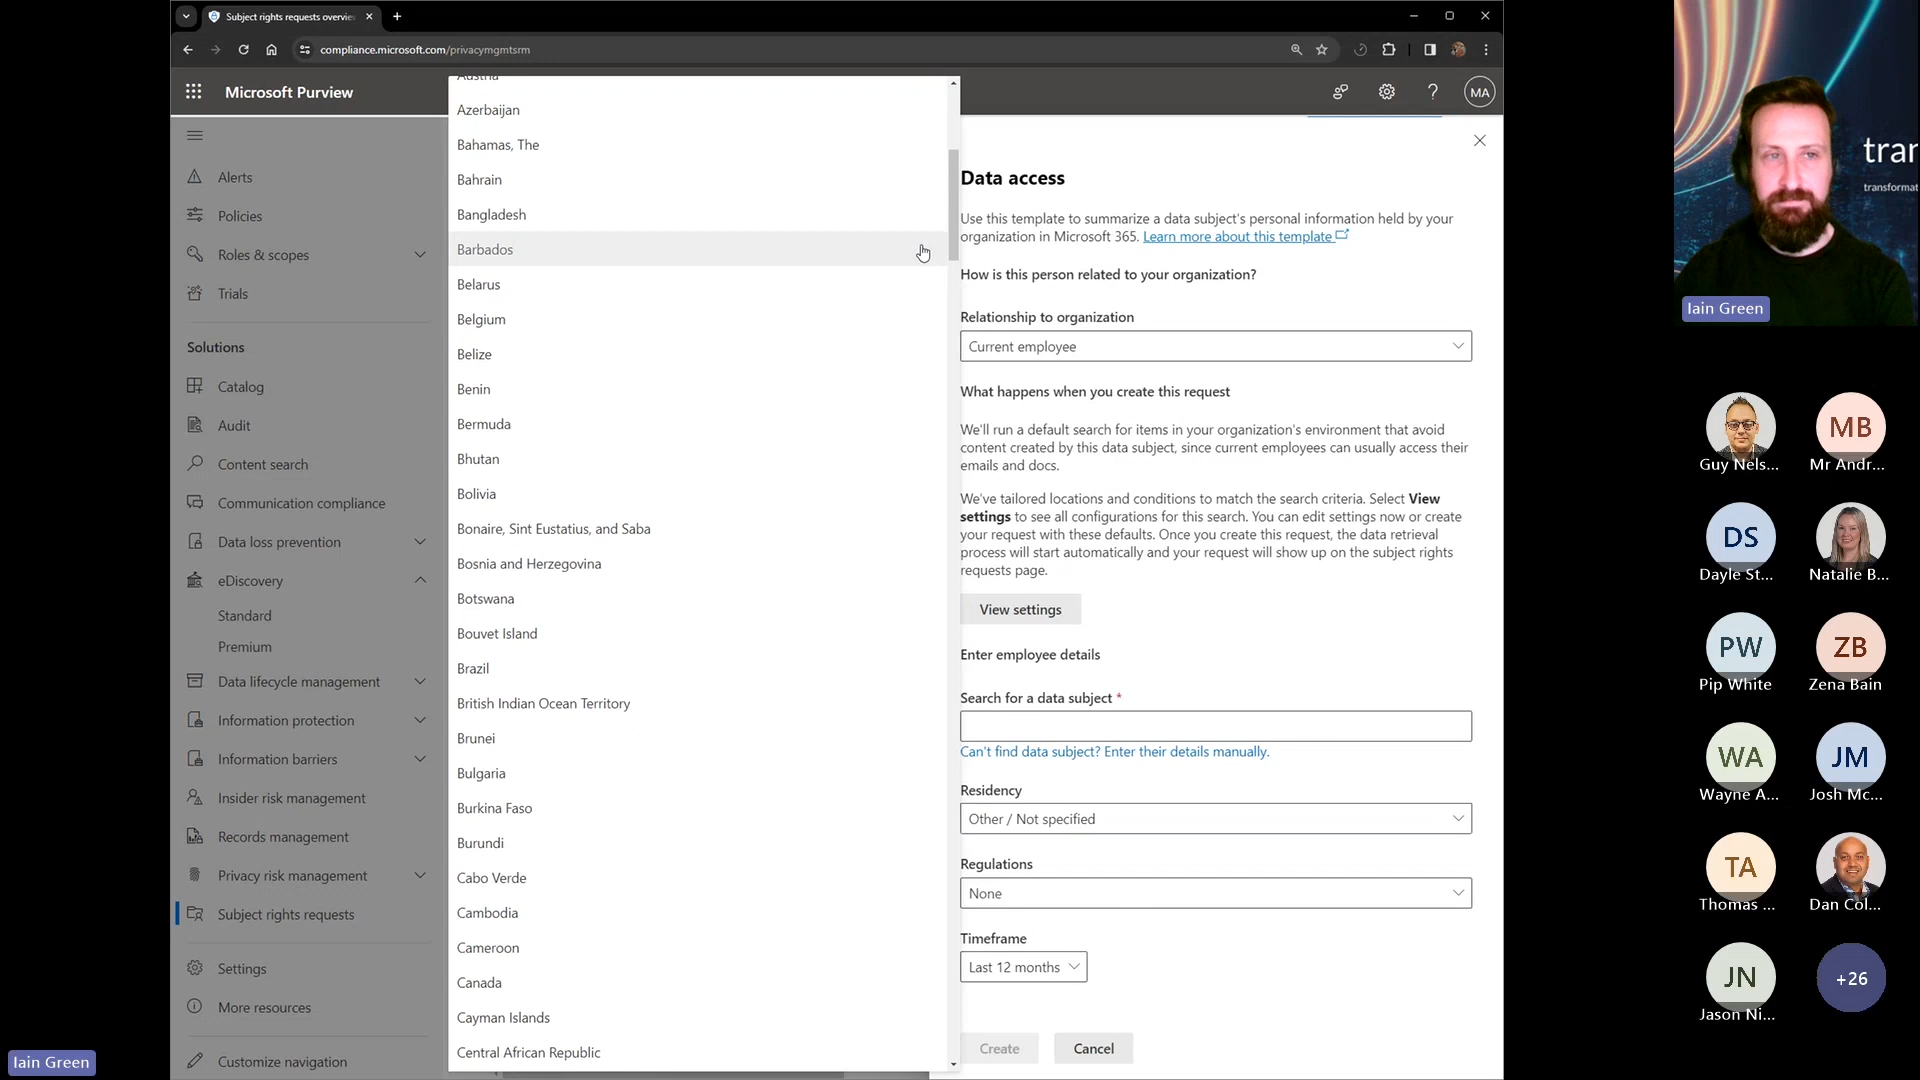 Subject rights requests overvie
compliance.microsoft.com/privacymgmtsrm
Microsoft Purview
MA
Alerts
Policies
Roles & scopes
Trials
Solutions
Catalog
Audit
Content search
Communication compliance
Data loss prevention
eDiscovery
Standard
Premium
Data lifecycle management
Information protection
Information barriers
Insider risk management
Records management
Privacy risk management
Subject rights requests
Settings
More resources
Customize navigation
Austria
Azerbaijan
Bahamas, The
Bahrain
Bangladesh
Barbados
Belarus
Belgium
Belize
Benin
Bermuda
Bhutan
Bolivia
Bonaire, Sint Eustatius, and Saba
Bosnia and Herzegovina
Botswana
Bouvet Island
Brazil
British Indian Ocean Territory
Brunei
Bulgaria
Burkina Faso
Burundi
Cabo Verde
Cambodia
Cameroon
Canada
Cayman Islands
Central African Republic
Data access
Use this template to summarize a data subject's personal information held by your
organization in Microsoft 365. Learn more about this template
How is this person related to your organization?
Relationship to organization
Current employee
What happens when you create this request
We'll run a default search for items in your organization's environment that avoid
content created by this data subject, since current employees can usually access their
emails and docs.
We've tailored locations and conditions to match the search criteria. Select View
settings to see all configurations for this search. You can edit settings now or create
your request with these defaults. Once you create this request, the data retrieval
process will start automatically and your request will show up on the subject rights
requests page.
View settings
Enter employee details
Search for a data subject *
Can't find data subject? Enter their details manually.
Residency
Other / Not specified
Regulations
None
Timeframe
Last 12 months
Create
Cancel
tran
transformat
Iain Green
Guy Nels...
MB
Mr Andr...
DS
Dayle St...
Natalie B...
PW
Pip White
ZB
Zena Bain
WA
Wayne A...
JM
Josh Mc...
TA
Thomas ...
Dan Col...
JN
Jason Ni...
+26
Iain Green